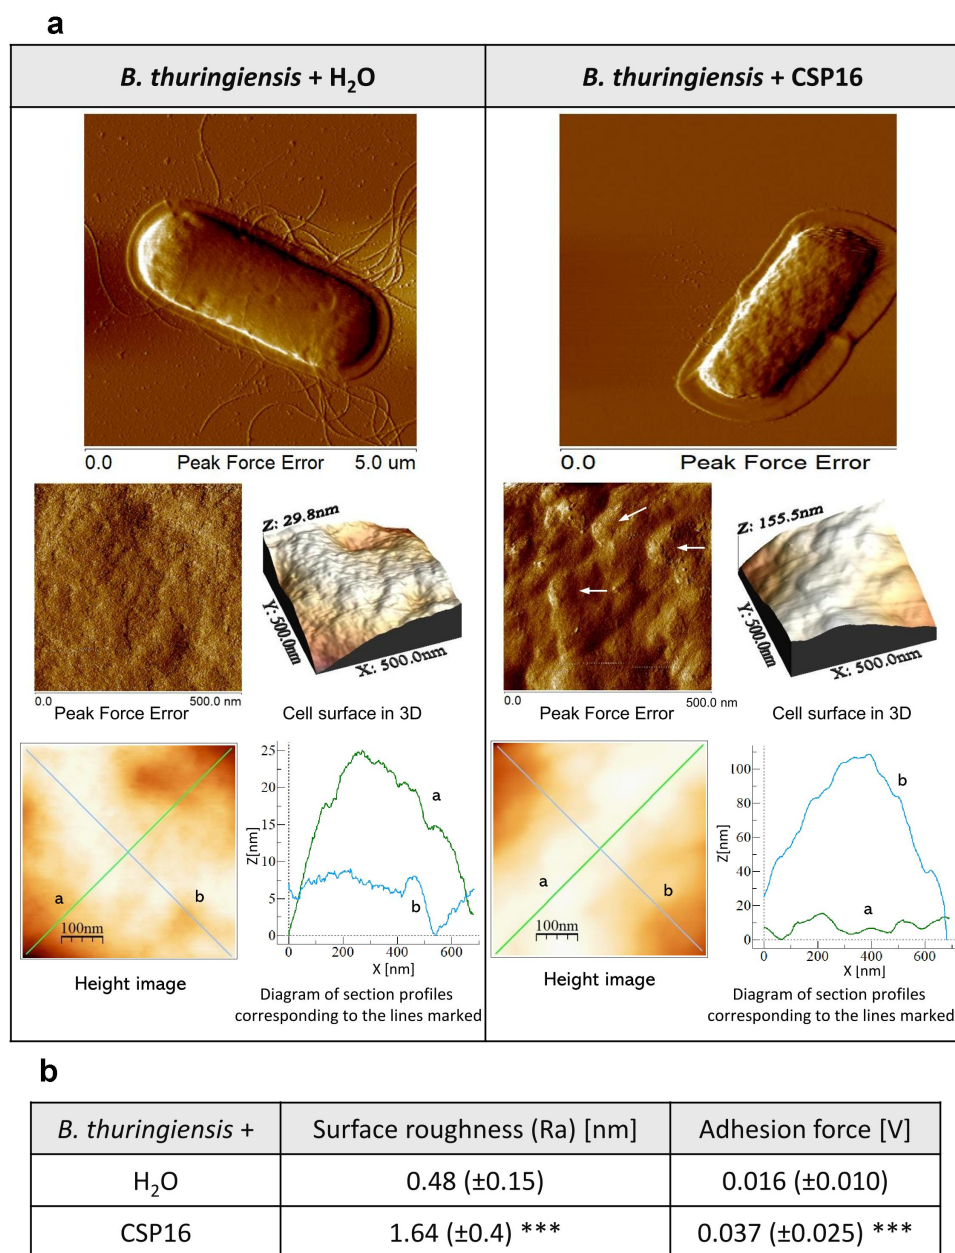 a
B. thuringiensis + H₂O
B. thuringiensis + CSP16
0.0 Peak Force Error 5.0 um
0.0 Peak Force Error
Z: 29.8nm
Y: 500.0nm
X: 500.0nm
0.0 500.0 nm
Peak Force Error
Cell surface in 3D
Z: 155.5nm
Y: 500.0nm
X: 500.0nm
0.0 500.0 nm
Peak Force Error
Cell surface in 3D
a
b
100nm
Height image
25
20
15
10
5
0
Z[nm]
a
b
0 200 400 600
X [nm]
Diagram of section profiles
corresponding to the lines marked
a
b
100nm
Height image
100
80
60
40
20
0
Z[nm]
b
a
0 200 400 600
X [nm]
Diagram of section profiles
corresponding to the lines marked
b
B. thuringiensis + Surface roughness (Ra) [nm] Adhesion force [V]
H₂O 0.48 (±0.15) 0.016 (±0.010)
CSP16 1.64 (±0.4) *** 0.037 (±0.025) ***